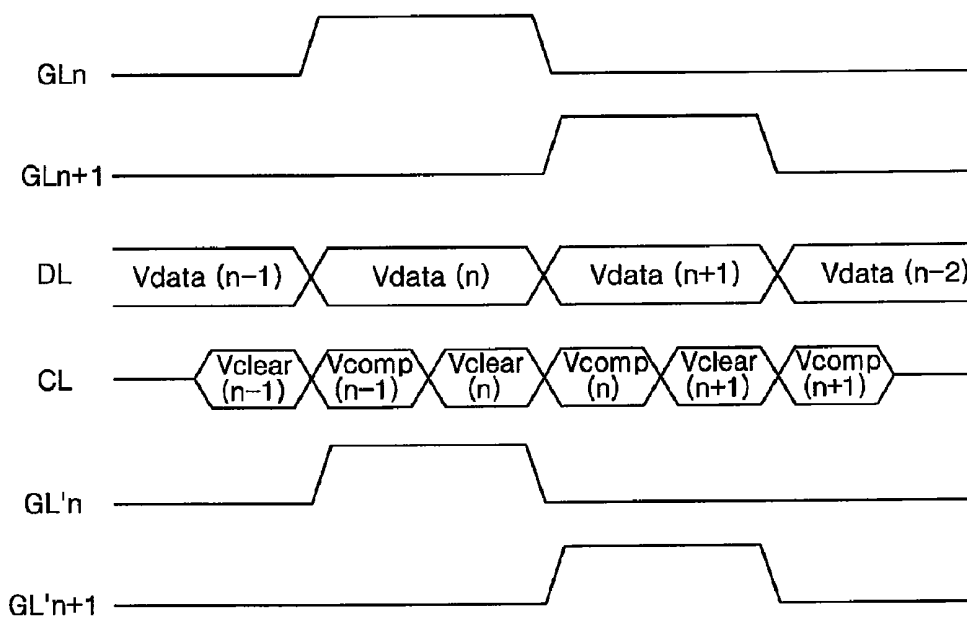 GLn
GLn+1
DL
Vdata (n-1)
Vdata (n)
Vdata (n+1)
Vdata (n-2)
CL
Vclear
(n-1)
Vcomp
(n-1)
Vclear
(n)
Vcomp
(n)
Vclear
(n+1)
Vcomp
(n+1)
GL'n
GL'n+1